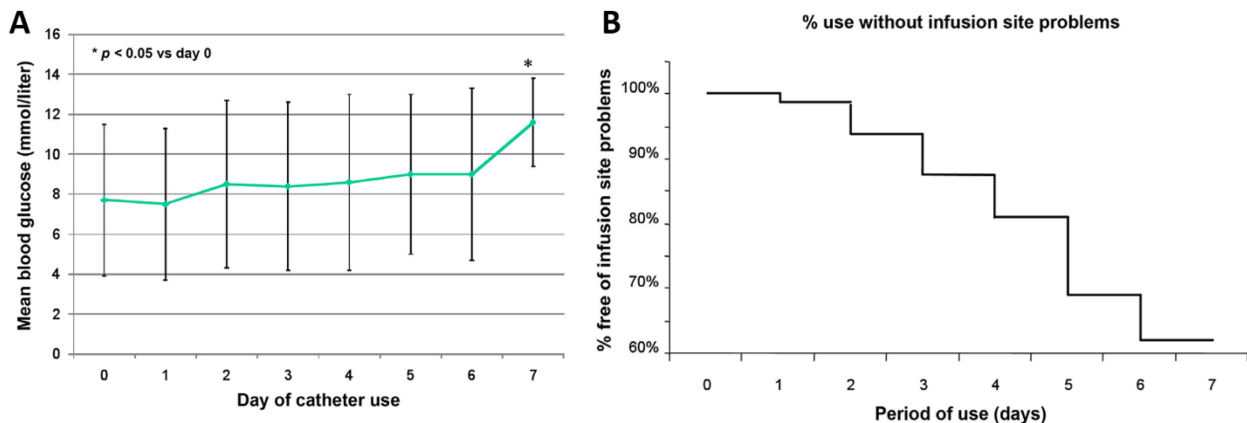 A
* p < 0.05 vs day 0
*
Mean blood glucose (mmol/liter)
16
14
12
10
8
6
4
2
0
0 1 2 3 4 5 6 7
Day of catheter use
B
% use without infusion site problems
% free of infusion site problems
100%
90%
80%
70%
60%
0 1 2 3 4 5 6 7
Period of use (days)